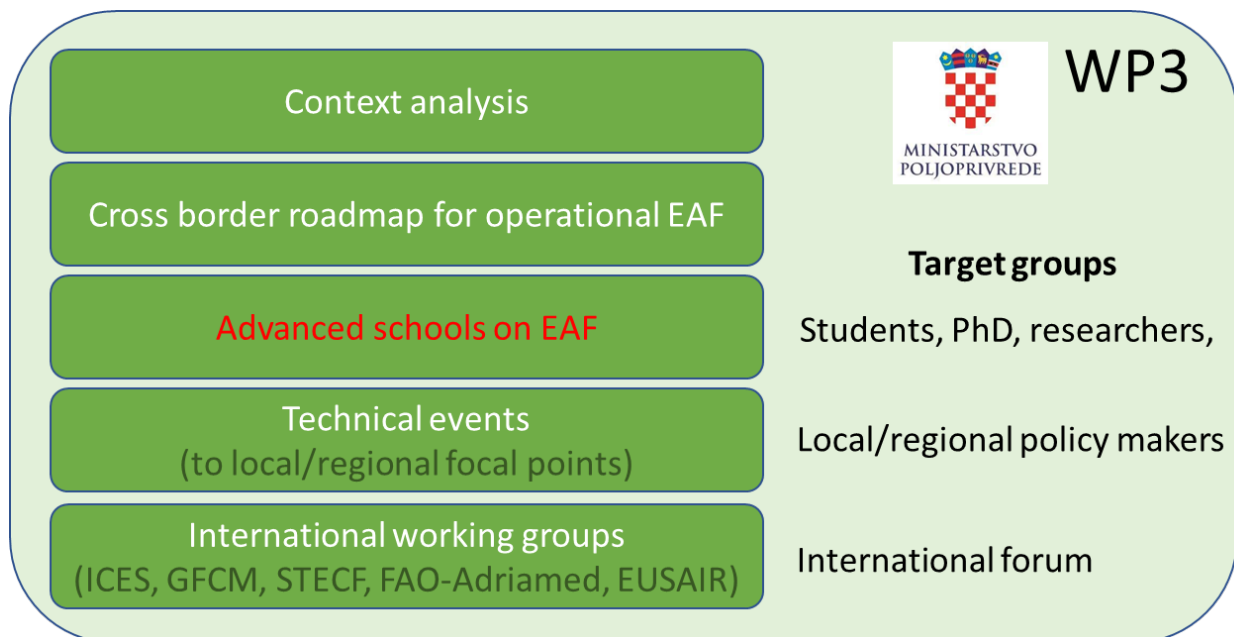 Context analysis
Cross border roadmap for operational EAF
Advanced schools on EAF
Technical events
(to local/regional focal points)
International working groups
(ICES, GFCM, STECF, FAO-Adriamed, EUSAIR)
MINISTARSTVO
POLJOPRIVREDE
WP3
Target groups
Students, PhD, researchers,
Local/regional policy makers
International forum